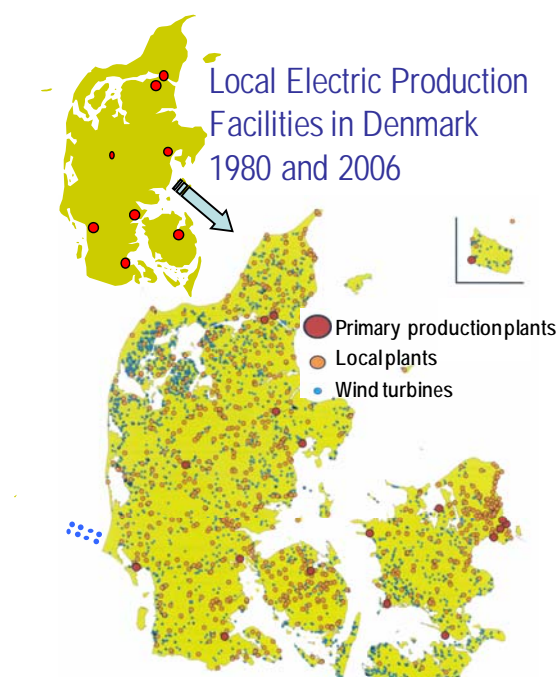 Local Electric Production
Facilities in Denmark
1980 and 2006
Primary production plants
Local plants
Wind turbines